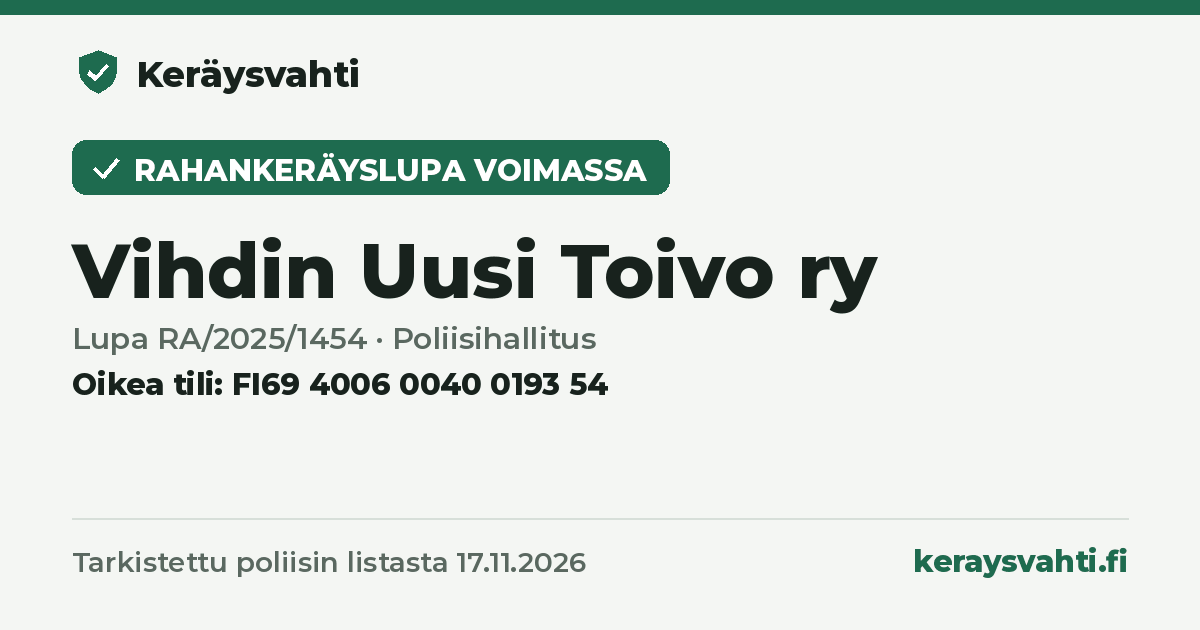 Keräysvahti
RAHANKERÄYSLUPA VOIMASSA
Vihdin Uusi Toivo ry
Lupa RA/2025/1454 · Poliisihallitus
Oikea tili: FI69 4006 0040 0193 54
Tarkistettu poliisin listasta 17.11.2026
keraysvahti.fi